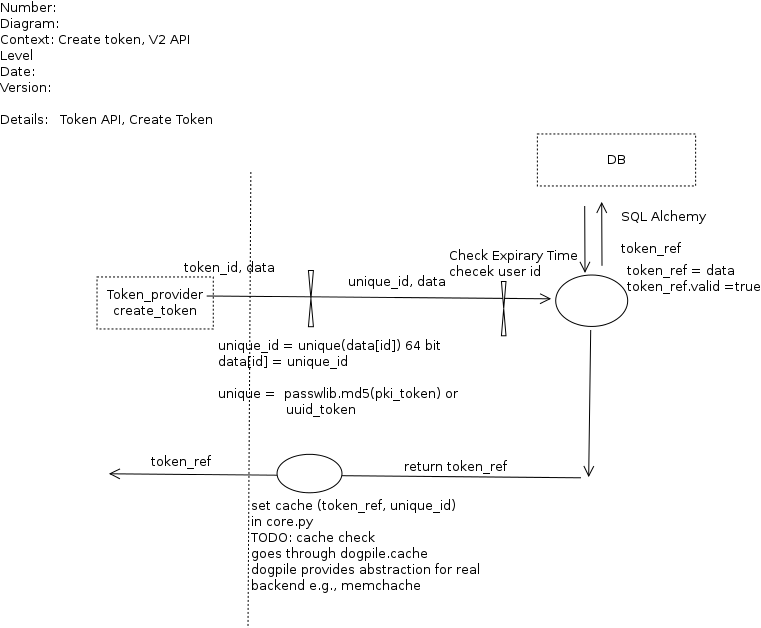 Number:
Diagram:
Context: Create token, V2 API
Level
Date:
Version:
Details:   Token API, Create Token
DB
SQL Alchemy
token_ref
token_ref = data
token_ref.valid =true
Check Expirary Time
checek user id
token_id, data
unique_id, data
Token_provider
create_token
unique_id = unique(data[id]) 64 bit
data[id] = unique_id
unique =  passwlib.md5(pki_token) or
uuid_token
token_ref
return token_ref
set cache (token_ref, unique_id)
in core.py
TODO: cache check
goes through dogpile.cache
dogpile provides abstraction for real
backend e.g., memchache